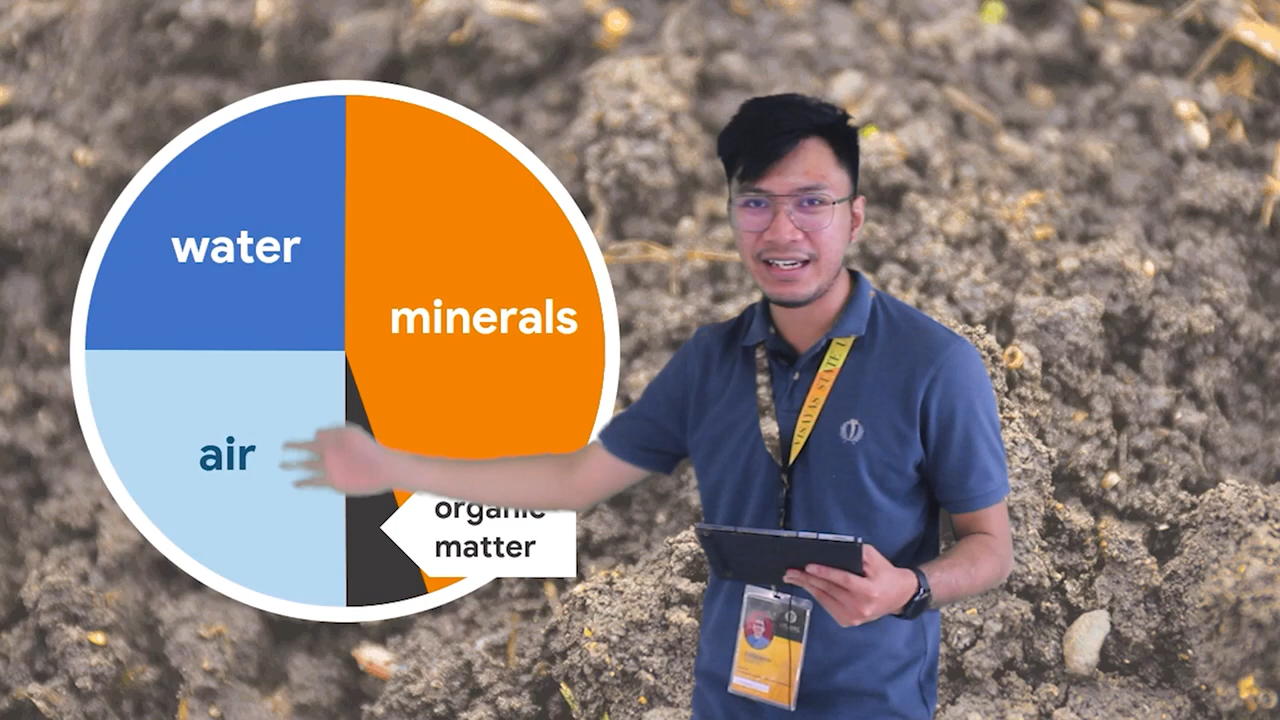 water
minerals
air
organic
matter
VISAYAS STATE